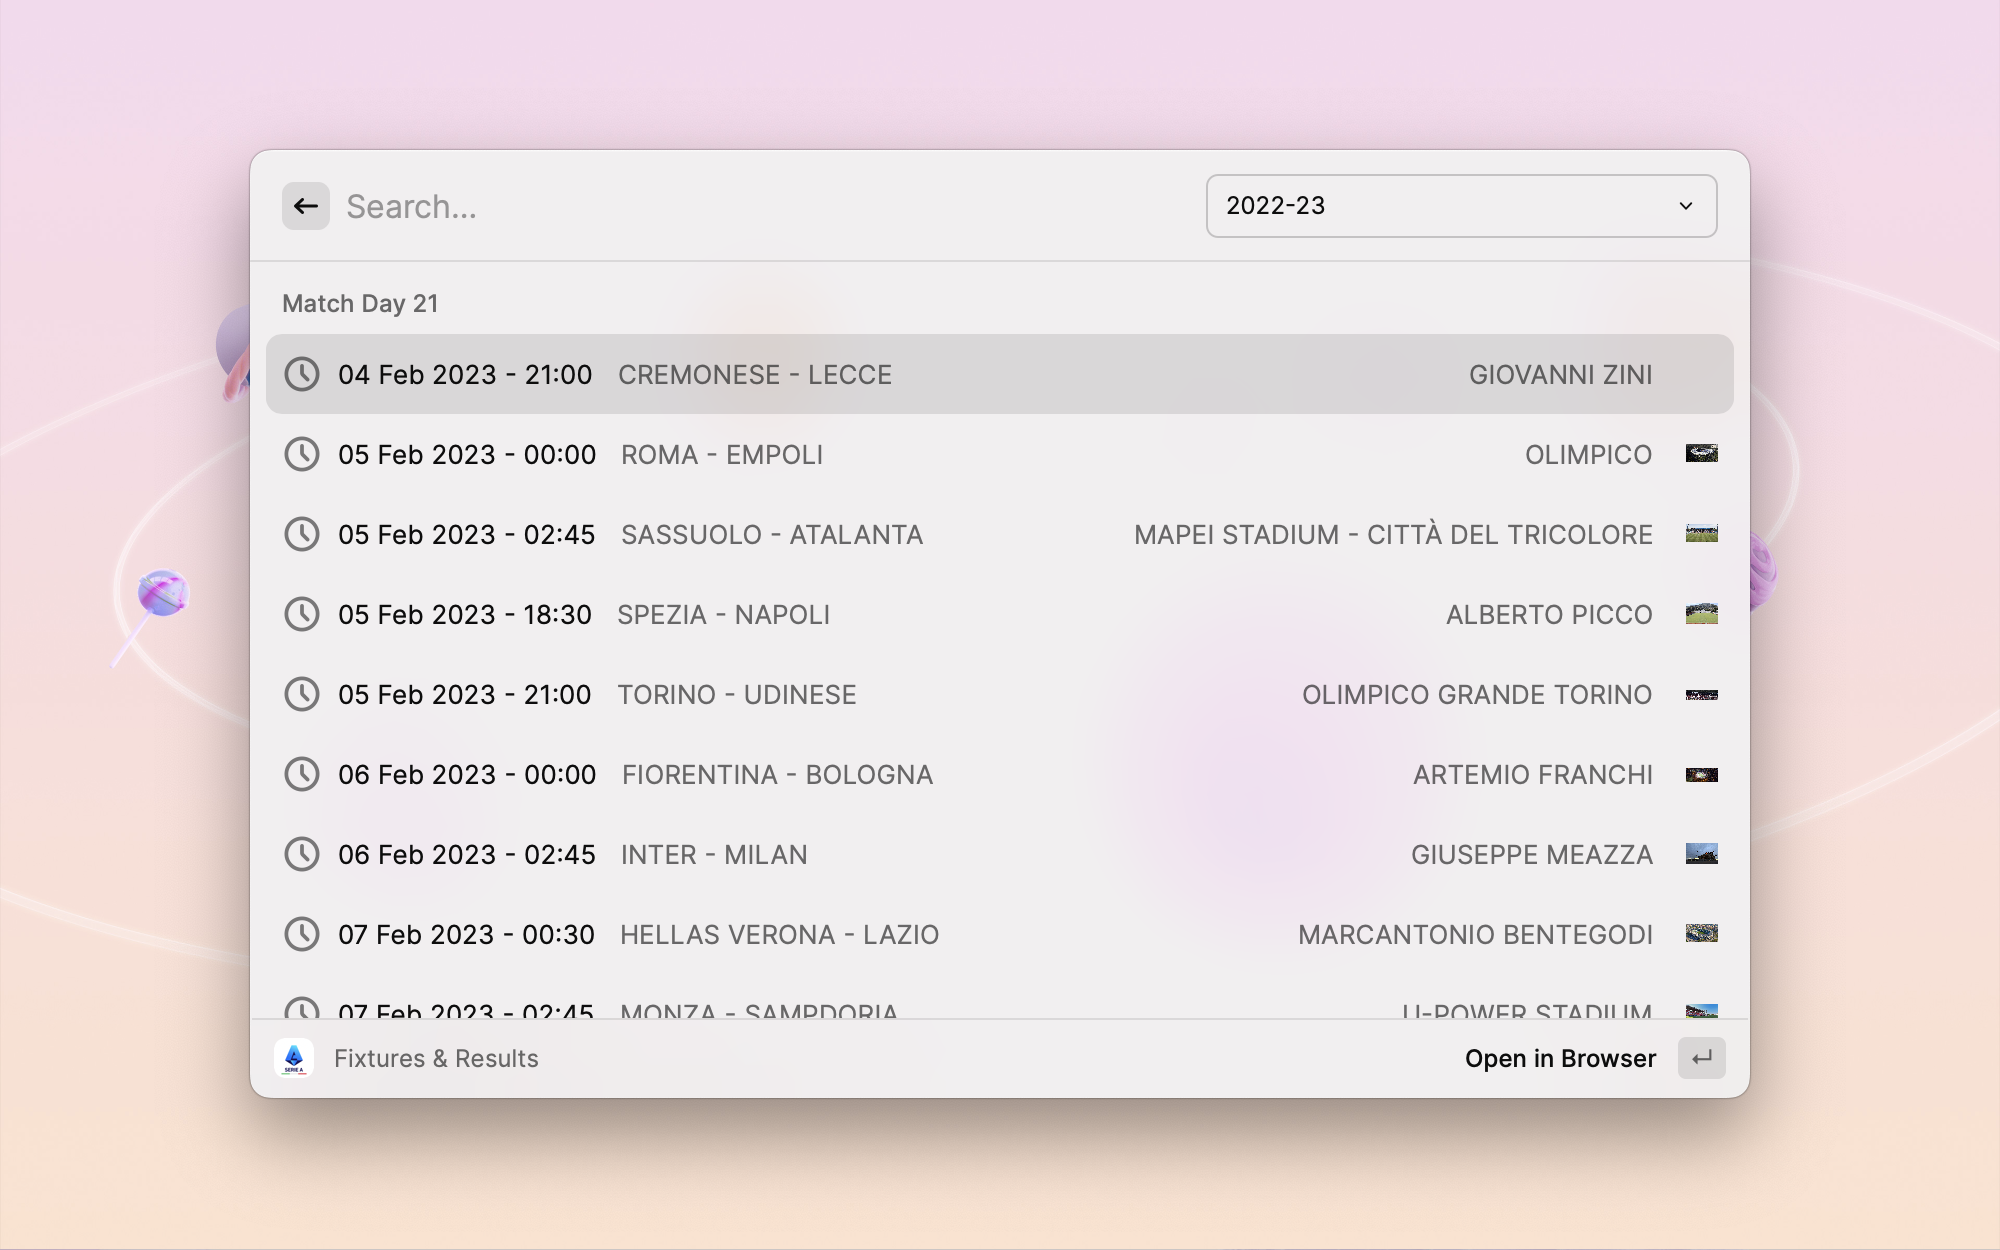 Search...
2022-23
Match Day 21
04 Feb 2023 - 21:00 CREMONESE - LECCE GIOVANNI ZINI
05 Feb 2023 - 00:00 ROMA - EMPOLI OLIMPICO
05 Feb 2023 - 02:45 SASSUOLO - ATALANTA MAPEI STADIUM - CITTÀ DEL TRICOLORE
05 Feb 2023 - 18:30 SPEZIA - NAPOLI ALBERTO PICCO
05 Feb 2023 - 21:00 TORINO - UDINESE OLIMPICO GRANDE TORINO
06 Feb 2023 - 00:00 FIORENTINA - BOLOGNA ARTEMIO FRANCHI
06 Feb 2023 - 02:45 INTER - MILAN GIUSEPPE MEAZZA
07 Feb 2023 - 00:30 HELLAS VERONA - LAZIO MARCANTONIO BENTEGODI
07 Feb 2023 - 02:45 MONZA - SAMPDORIA U-POWER STADIUM
SERIE A
Fixtures & Results
Open in Browser